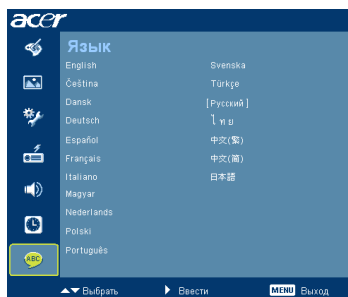 acer
Язык
English Svenska
Čeština Türkçe
Dansk [Русский]
Deutsch ไทย
Español 中文(繁)
Français 中文(简)
Italiano 日本語
Magyar
Nederlands
Polski
Português
ABC
▲▼ Выбрать ▶ Ввести MENU Выход